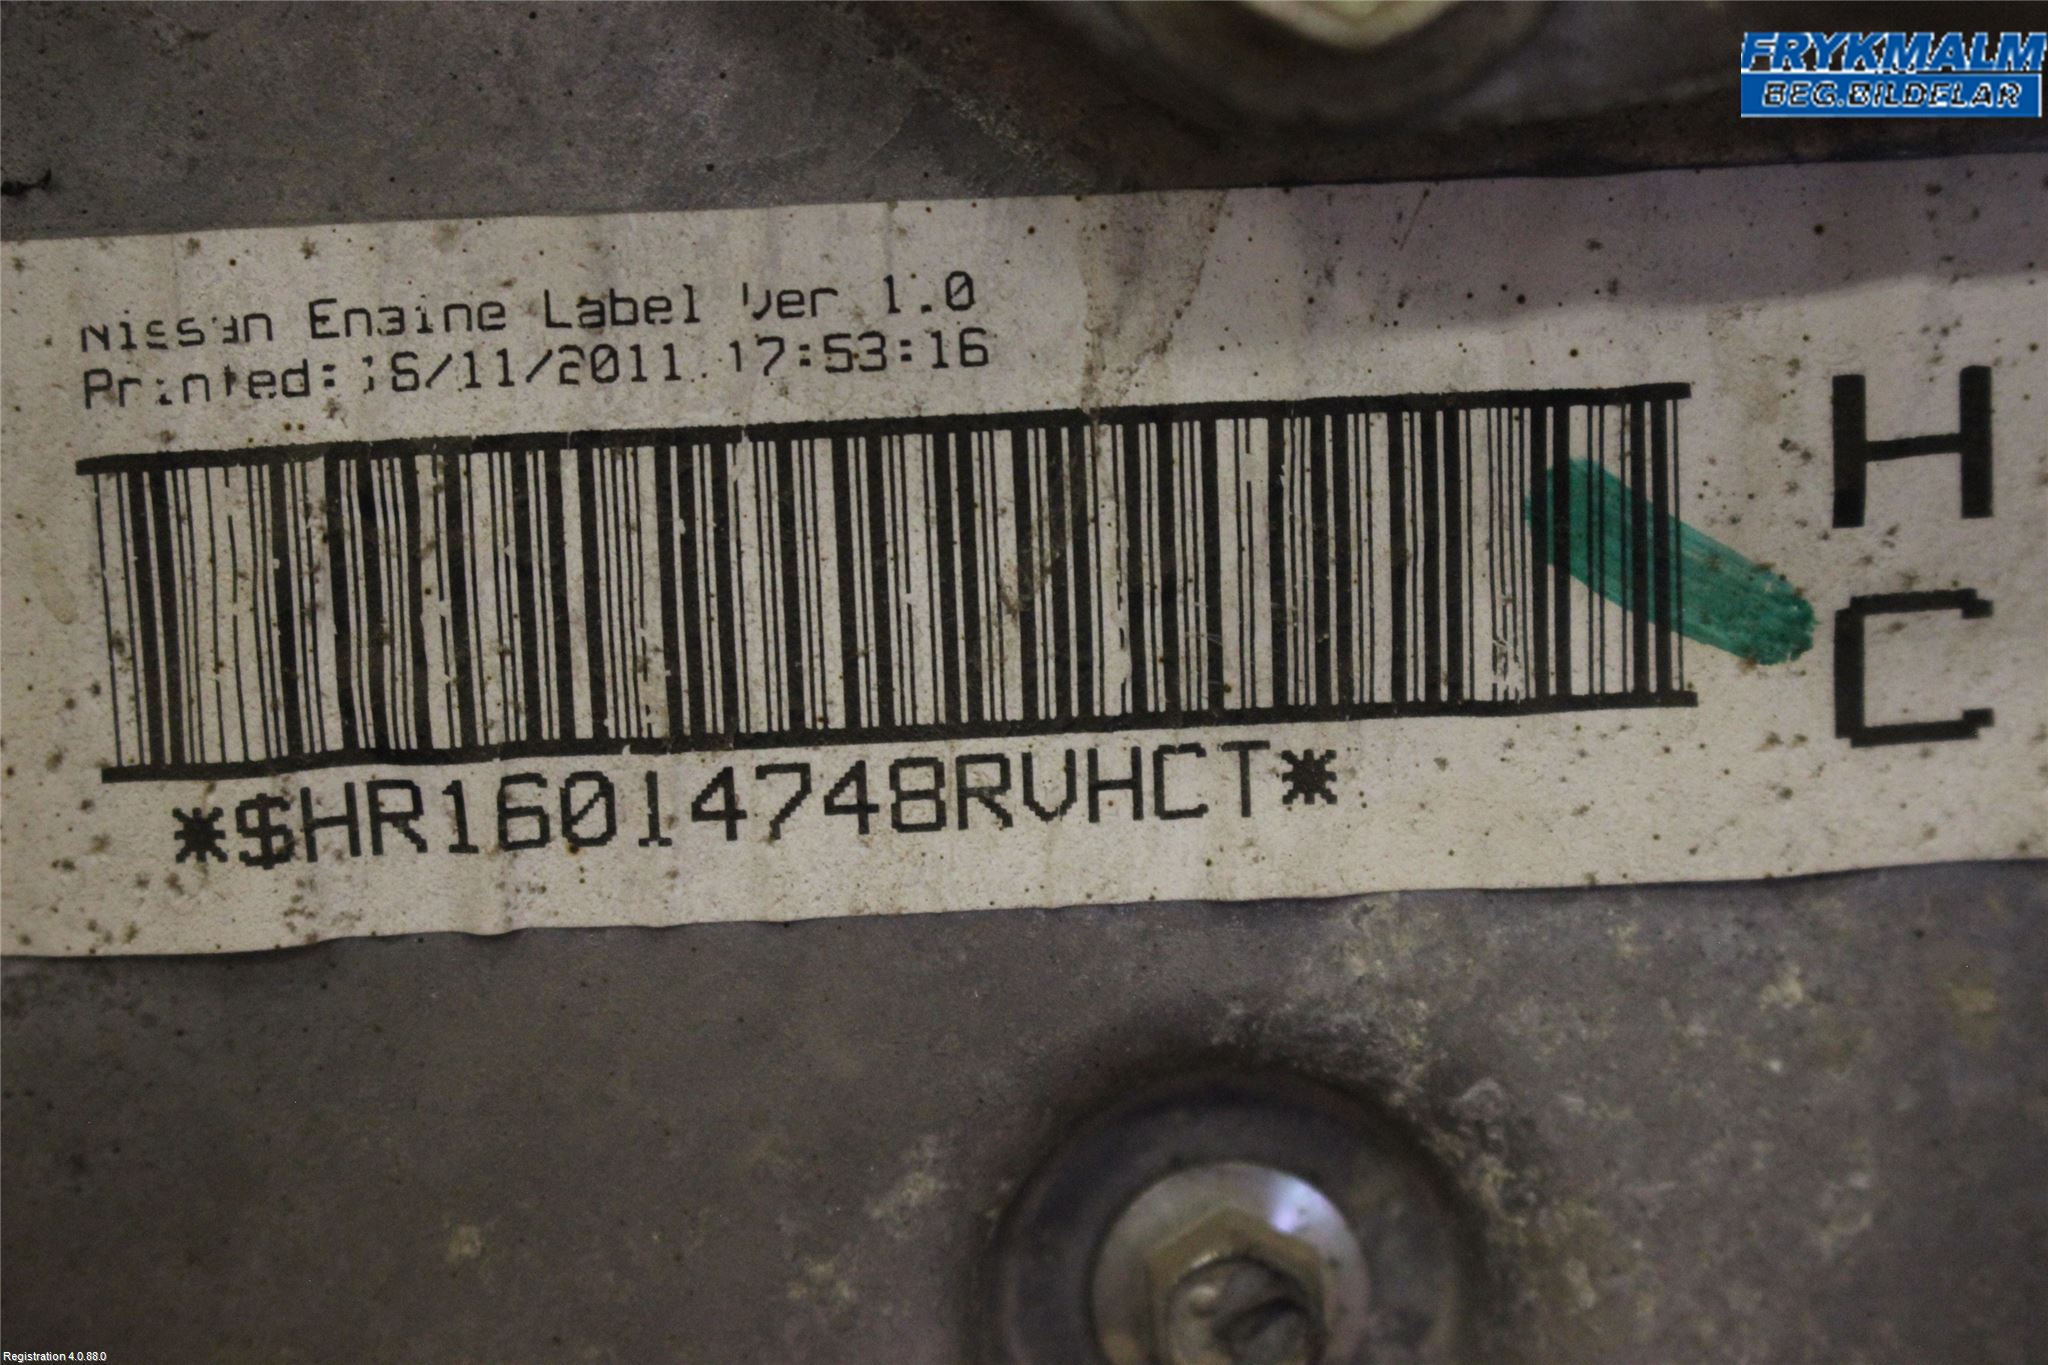 FRYKMALM
BEG.BILDELAR
Nissan Engine Label Ver 1.0
Printed: 16/11/2011 17:53:16
H
C
*$HR16014748RVHCT*
Registration 4.0.88.0